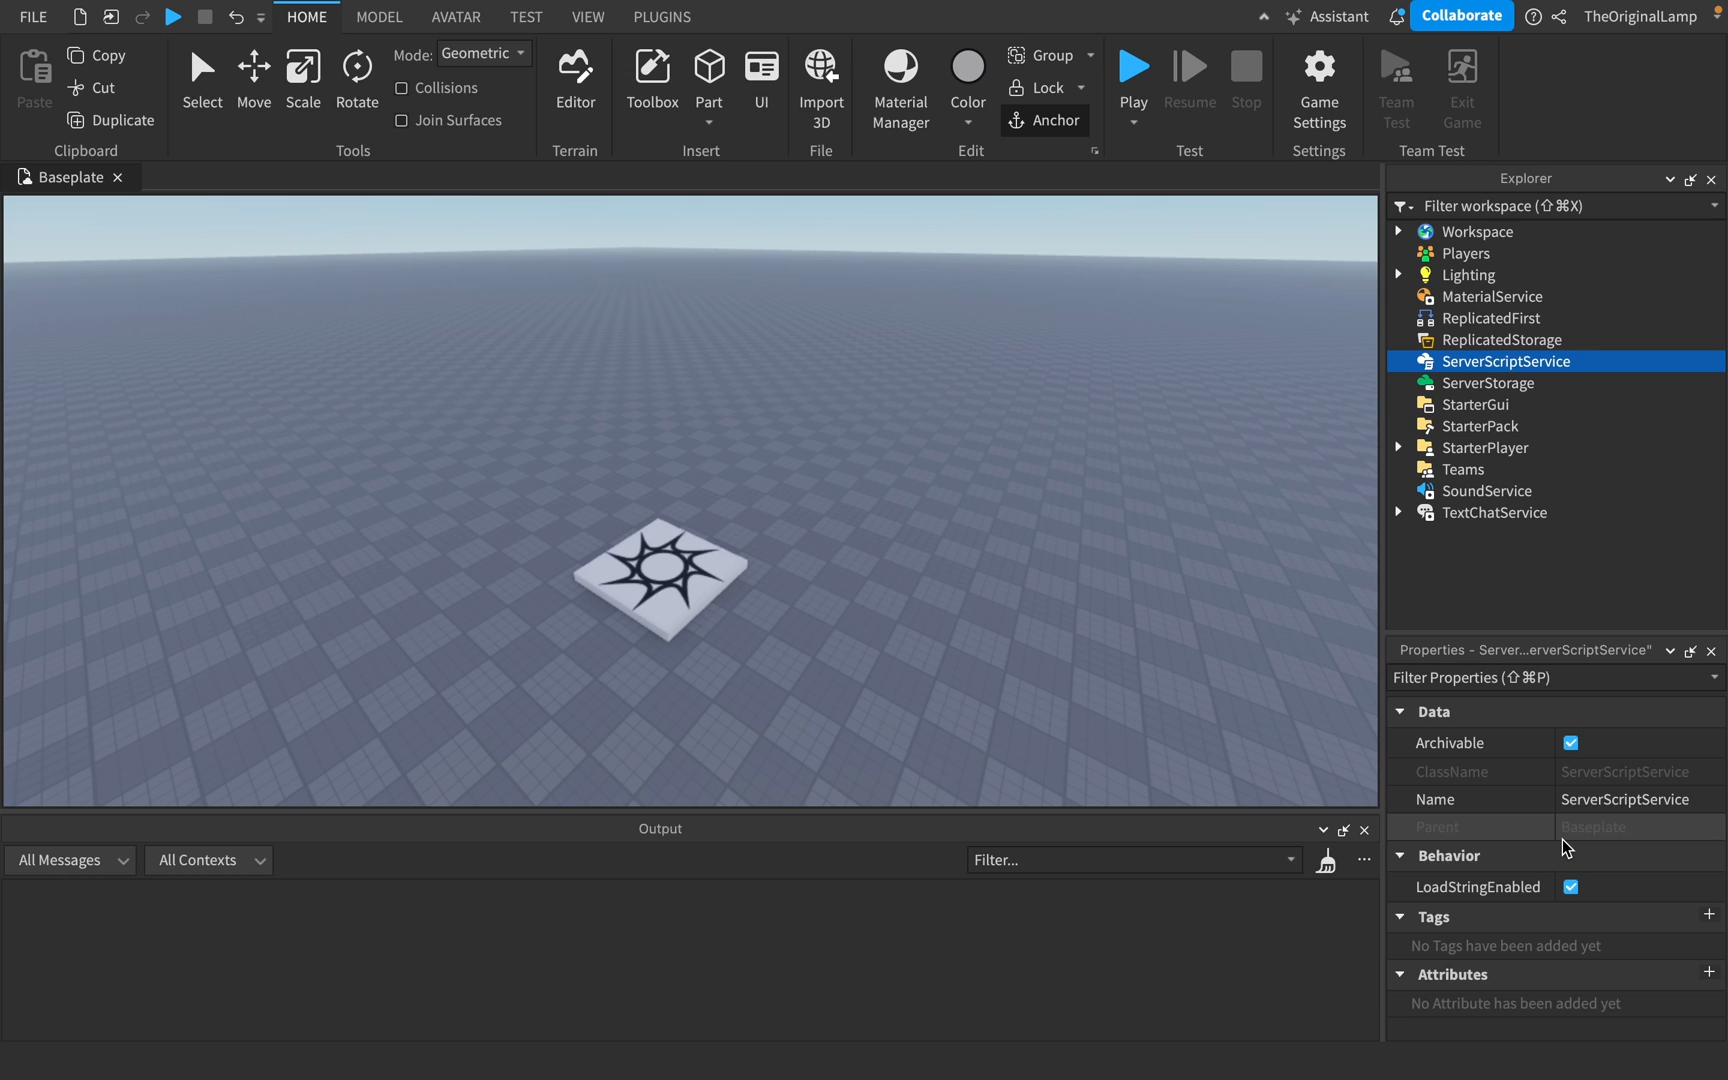 FILE HOME MODEL AVATAR TEST VIEW PLUGINS Assistant Collaborate TheOriginalLamp
Paste Copy Cut Duplicate
Clipboard
Select Move Scale Rotate Mode: Geometric
Collisions
Join Surfaces
Tools
Editor
Terrain
Toolbox Part UI
Insert
Import
3D
File
Material
Manager
Color
Group
Lock
Anchor
Edit
Play Resume Stop
Test
Game
Settings
Settings
Team
Test
Exit
Game
Team Test
Baseplate
Explorer
Filter workspace (⇧⌘X)
Workspace
Players
Lighting
MaterialService
ReplicatedFirst
ReplicatedStorage
ServerScriptService
ServerStorage
StarterGui
StarterPack
StarterPlayer
Teams
SoundService
TextChatService
Properties - Server...erverScriptService"
Filter Properties (⇧⌘P)
Data
Archivable
ClassName ServerScriptService
Name ServerScriptService
Parent Baseplate
Behavior
LoadStringEnabled
Tags
No Tags have been added yet
Attributes
No Attribute has been added yet
Output
All Messages All Contexts Filter...